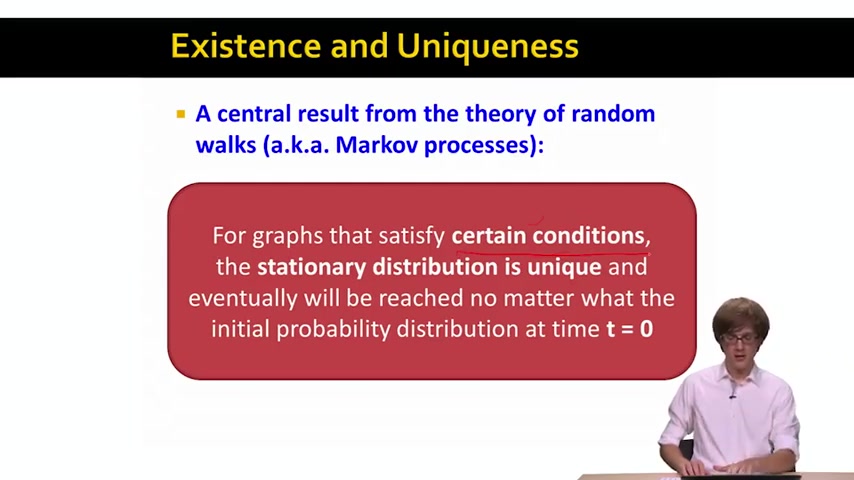 Existence and Uniqueness
A central result from the theory of random
walks (a.k.a. Markov processes):
For graphs that satisfy certain conditions,
the stationary distribution is unique and
eventually will be reached no matter what the
initial probability distribution at time t = 0